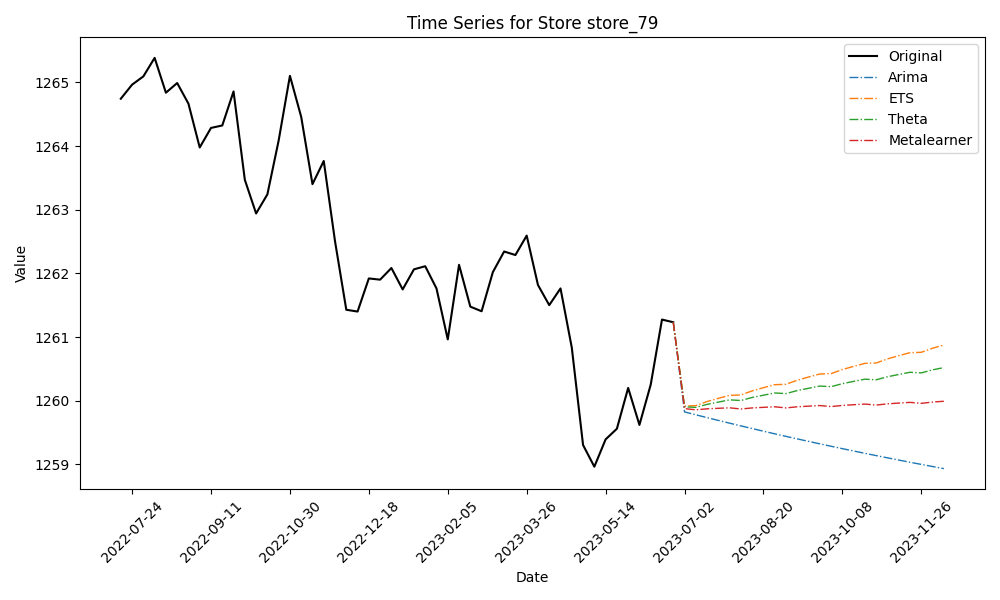 Time Series for Store store_79
Original
Arima
ETS
Theta
Metalearner
Value
1265
1264
1263
1262
1261
1260
1259
2022-07-24
2022-09-11
2022-10-30
2022-12-18
2023-02-05
2023-03-26
2023-05-14
2023-07-02
2023-08-20
2023-10-08
2023-11-26
Date